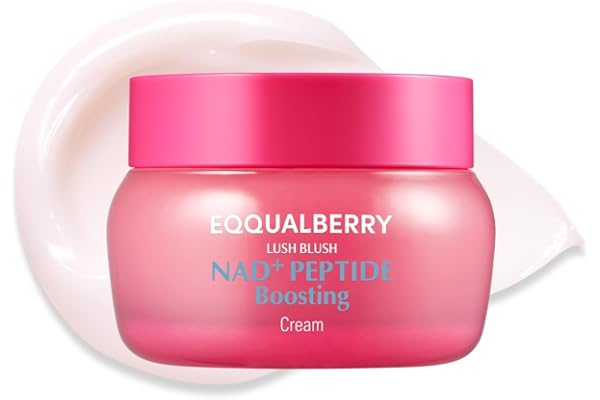 EQQUALBERRY
LUSH BLUSH
NAD⁺ PEPTIDE
Boosting
Cream